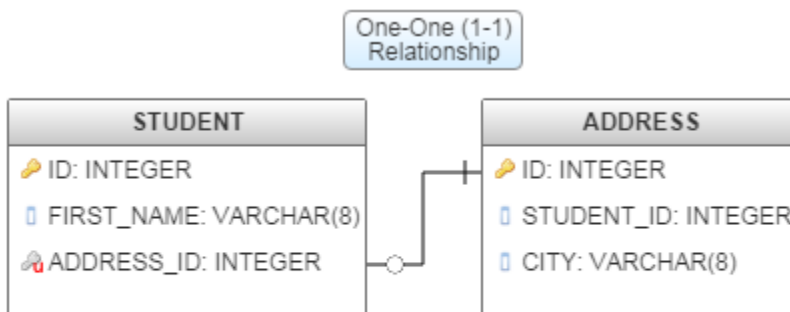 One-One (1-1)
Relationship
STUDENT
ID: INTEGER
FIRST_NAME: VARCHAR(8)
ADDRESS_ID: INTEGER
ADDRESS
ID: INTEGER
STUDENT_ID: INTEGER
CITY: VARCHAR(8)